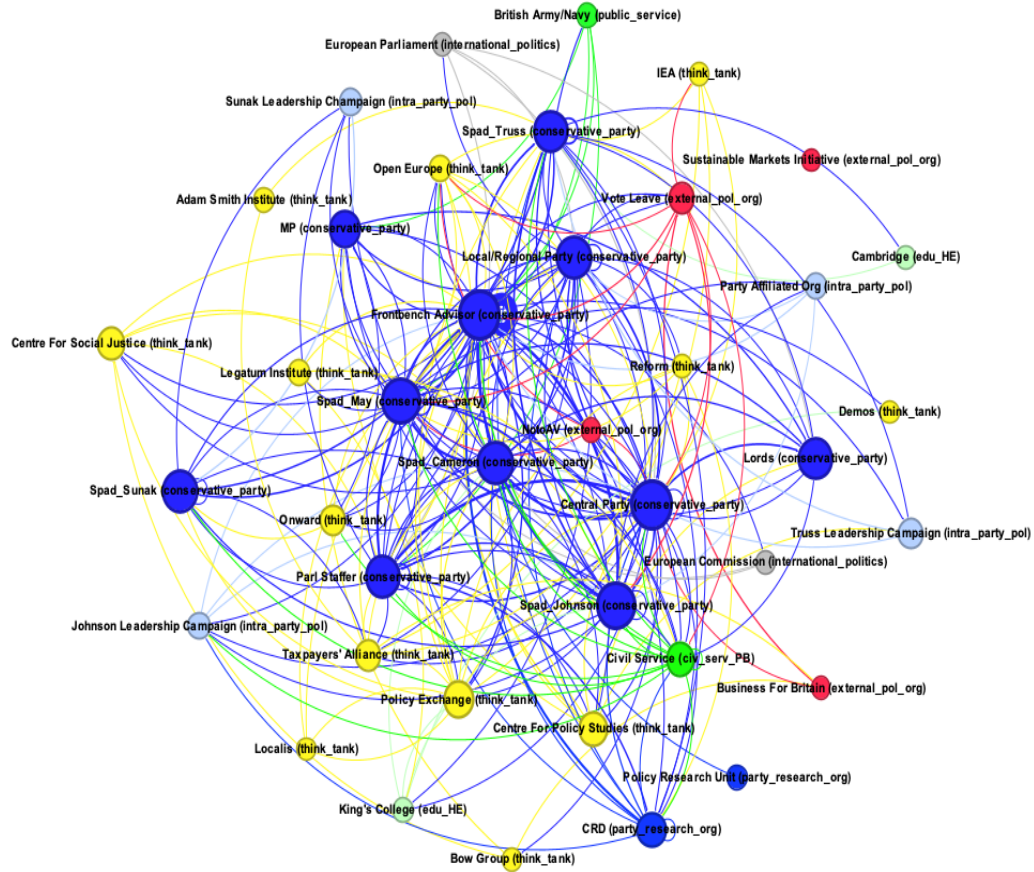 British Army/Navy (public_service)
European Parliament (international_politics)
IEA (think_tank)
Sunak Leadership Campaign (intra_party_pol)
Spad_Truss (conservative_party)
Sustainable Markets Initiative (external_pol_org)
Open Europe (think_tank)
Adam Smith Institute (think_tank)
Vote Leave (external_pol_org)
MP (conservative_party)
Local/Regional Party (conservative_party)
Cambridge (edu_HE)
Party Affiliated Org (intra_party_pol)
Frontbench Advisor (conservative_party)
Centre For Social Justice (think_tank)
Legatum Institute (think_tank)
Reform (think_tank)
Spad_May (conservative_party)
Demos (think_tank)
NotoAV (external_pol_org)
Spad_Cameron (conservative_party)
Lords (conservative_party)
Spad_Sunak (conservative_party)
Central Party (conservative_party)
Onward (think_tank)
Truss Leadership Campaign (intra_party_pol)
European Commission (international_politics)
Parl Staffer (conservative_party)
Spad_Johnson (conservative_party)
Johnson Leadership Campaign (intra_party_pol)
Taxpayers' Alliance (think_tank)
Civil Service (civ_serv_PB)
Business For Britain (external_pol_org)
Policy Exchange (think_tank)
Centre For Policy Studies (think_tank)
Localis (think_tank)
Policy Research Unit (party_research_org)
King's College (edu_HE)
CRD (party_research_org)
Bow Group (think_tank)